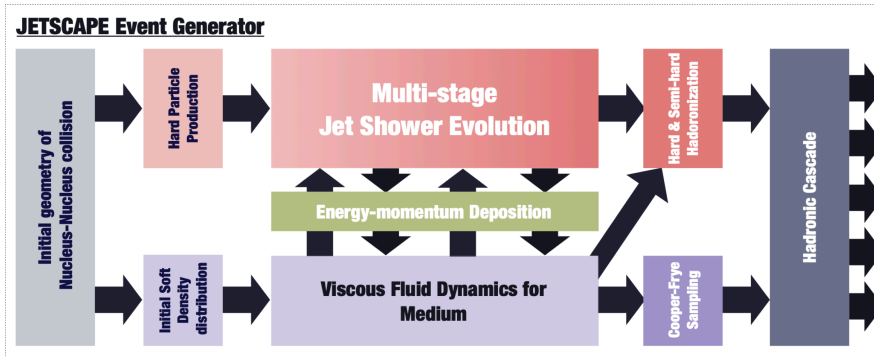 JETSCAPE Event Generator
Initial geometry of
Nucleus-Nucleus collision
Hard Particle
Production
Multi-stage
Jet Shower Evolution
Hard & Semi-hard
Hadoronization
Hadronic Cascade
Energy-momentum Deposition
Initial Soft
Density
distribution
Viscous Fluid Dynamics for
Medium
Cooper-Frye
Sampling